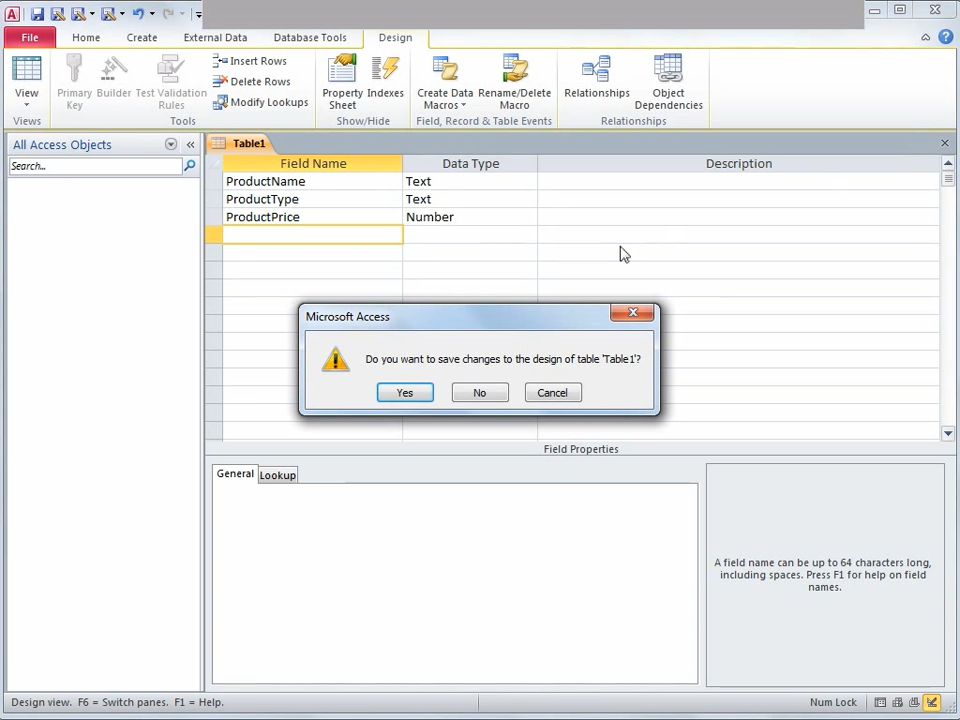 A
File Home Create External Data Database Tools Design
View
Primary Key
Builder
Test Validation Rules
Insert Rows
Delete Rows
Modify Lookups
Property Sheet
Indexes
Create Data Macros
Rename/Delete Macro
Relationships
Object Dependencies
Views Tools Show/Hide Field, Record & Table Events Relationships
All Access Objects
Search...
Table1
Field Name Data Type Description
ProductName Text
ProductType Text
ProductPrice Number
Microsoft Access
Do you want to save changes to the design of table 'Table1'?
Yes No Cancel
Field Properties
General Lookup
A field name can be up to 64 characters long,
including spaces. Press F1 for help on field
names.
Design view. F6 = Switch panes. F1 = Help.
Num Lock